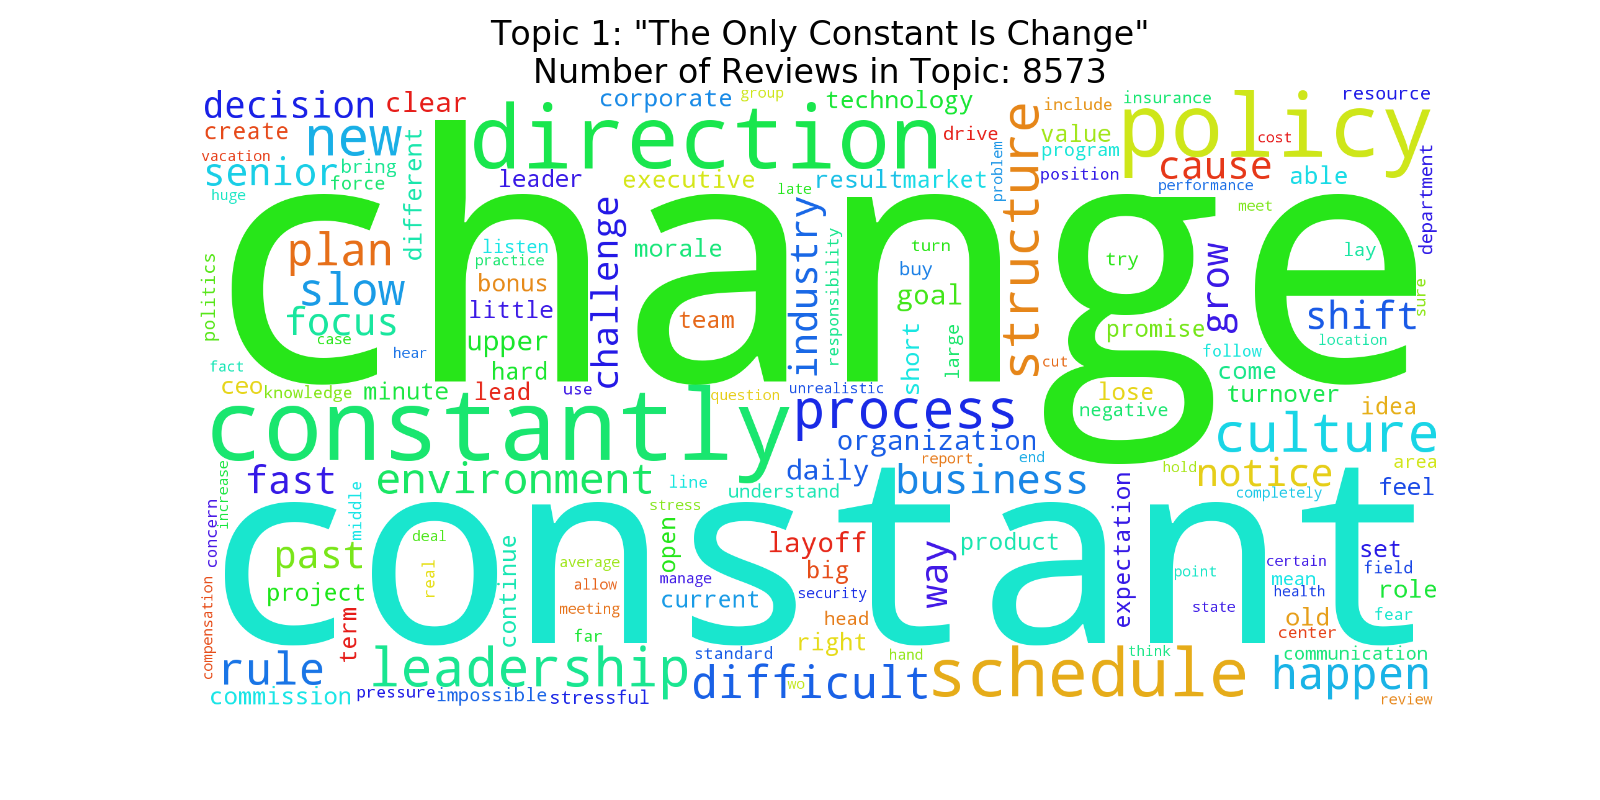 Topic 1: "The Only Constant Is Change"
Number of Reviews in Topic: 8573
decision
clear
corporate
group
technology
include
insurance
resource
create
new
direction
drive
value
policy
cost
vacation
senior
bring
force
different
leader
executive
late
result
market
problem
structure
program
position
cause
performance
able
department
huge
change
meet
plan
listen
practice
challenge
morale
industry
responsibility
turn
buy
try
grow
lay
politics
slow
bonus
little
goal
sure
focus
case
team
promise
shift
location
upper
hear
short
large
follow
fact
hard
cut
come
ceo
knowledge
minute
lead
use
question
unrealistic
lose
negative
turnover
idea
constantly
process
organization
culture
report
end
daily
business
hold
notice
area
fast
environment
line
understand
completely
feel
increase
concern
middle
stress
constant
expectation
past
deal
real
open
layoff
way
product
set
continue
average
big
point
certain
field
project
allow
manage
current
security
mean
health
role
compensation
term
meeting
head
state
old
fear
far
right
center
rule
leadership
standard
hand
think
communication
commission
pressure
impossible
stressful
difficult
wo
schedule
happen
review